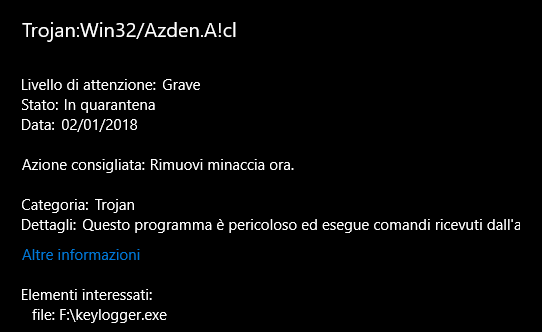 Trojan:Win32/Azden.A!cl
Livello di attenzione: Grave
Stato: In quarantena
Data: 02/01/2018
Azione consigliata: Rimuovi minaccia ora.
Categoria: Trojan
Dettagli: Questo programma è pericoloso ed esegue comandi ricevuti dall'a
Altre informazioni
Elementi interessati:
file: F:\keylogger.exe